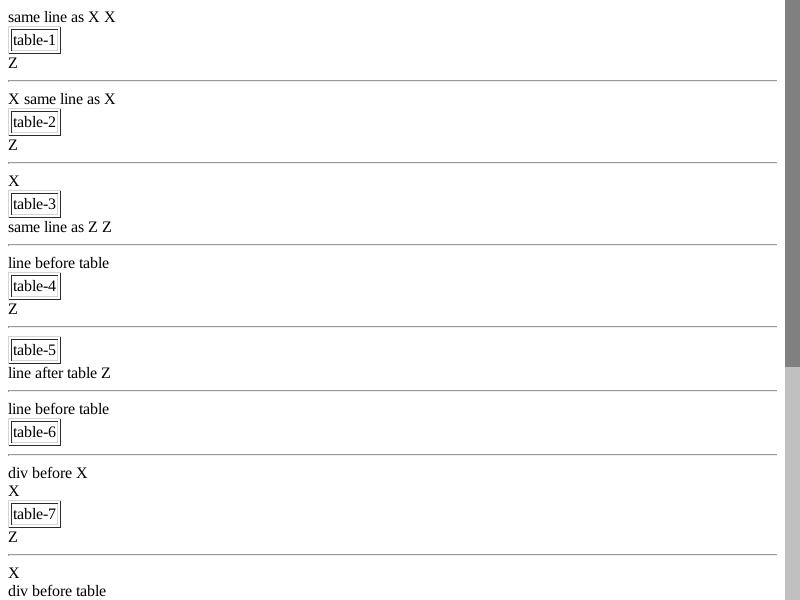 same line as X X
table-1
Z
X same line as X
table-2
Z
X
table-3
same line as Z Z
line before table
table-4
Z
table-5
line after table Z
line before table
table-6
div before X
X
table-7
Z
X
div before table